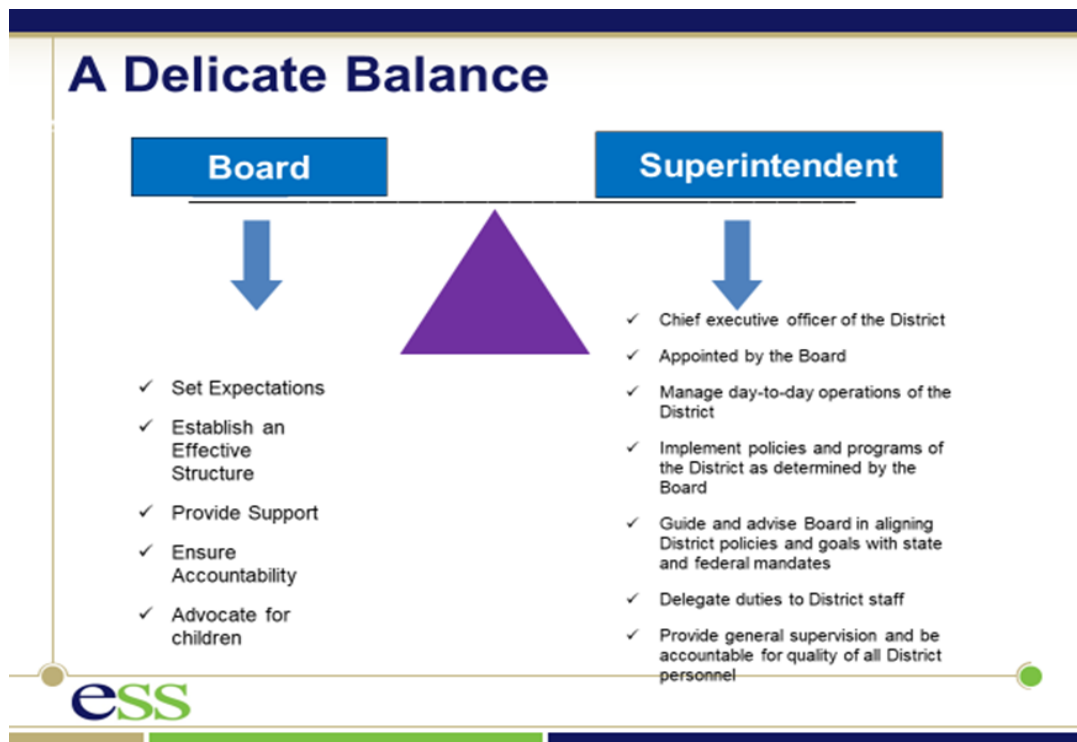 A Delicate Balance
Board
Superintendent
✓ Set Expectations
✓ Establish an
Effective
Structure
✓ Provide Support
✓ Ensure
Accountability
✓ Advocate for
children
✓ Chief executive officer of the District
✓ Appointed by the Board
✓ Manage day-to-day operations of the
District
✓ Implement policies and programs of
the District as determined by the
Board
✓ Guide and advise Board in aligning
District policies and goals with state
and federal mandates
✓ Delegate duties to District staff
✓ Provide general supervision and be
accountable for quality of all District
personnel
ess